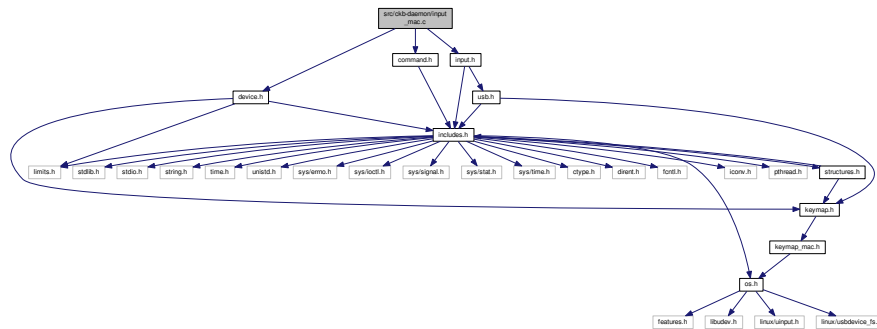 src/ckb-daemon/input
_mac.c
command.h
input.h
device.h
usb.h
includes.h
limits.h
stdlib.h
stdio.h
string.h
time.h
unistd.h
sys/errno.h
sys/ioctl.h
sys/signal.h
sys/stat.h
sys/time.h
ctype.h
dirent.h
fcntl.h
iconv.h
pthread.h
structures.h
keymap.h
keymap_mac.h
os.h
features.h
libudev.h
linux/uinput.h
linux/usbdevice_fs.